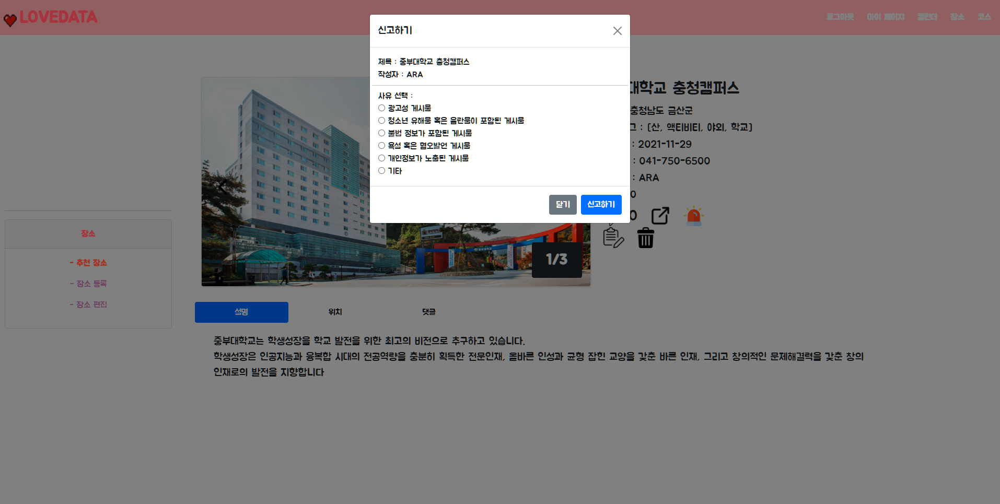 LOVEDATA
로그아웃 마이 페이지 캘린더 장소 코스
신고하기
제목 : 중부대학교 충청캠퍼스
작성자 : ARA
사유 선택 :
광고성 게시물
청소년 유해물 혹은 음란물이 포함된 게시물
불법 정보가 포함된 게시물
욕설 혹은 혐오발언 게시물
개인정보가 노출된 게시물
기타
닫기 신고하기
대학교 충청캠퍼스
충청남도 금산군
그 : [산, 액티비티, 야외, 학교]
: 2021-11-29
: 041-750-6500
: ARA
0
0
1/3
장소
- 추천 장소
- 장소 등록
- 장소 편집
설명 위치 댓글
중부대학교는 학생성장을 학교 발전을 위한 최고의 비전으로 추구하고 있습니다.
학생성장은 인공지능과 융복합 시대의 전공역량을 충분히 획득한 전문인재, 올바른 인성과 균형 잡힌 교양을 갖춘 바른 인재, 그리고 창의적인 문제해결력을 갖춘 창의
인재로의 발전을 지향합니다